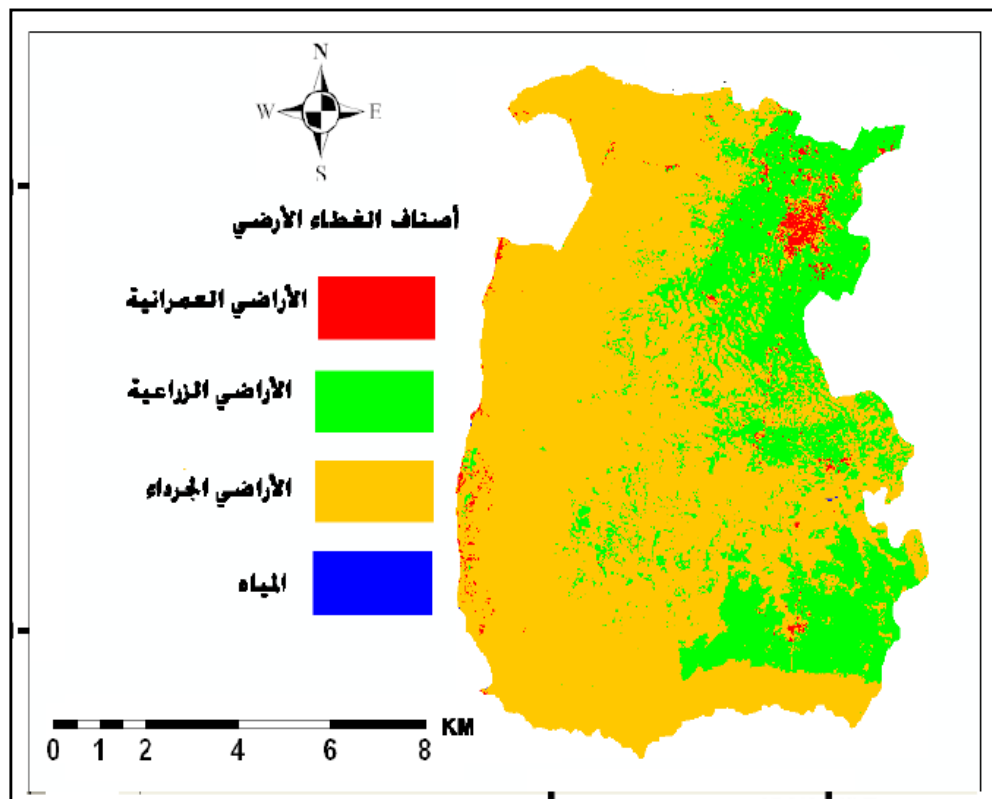 N
W E
S
أصناف الغطاء الأرضي
الأراضي العمرانية
الأراضي الزراعية
الأراضي الجرداء
المياه
KM
0 1 2 4 6 8